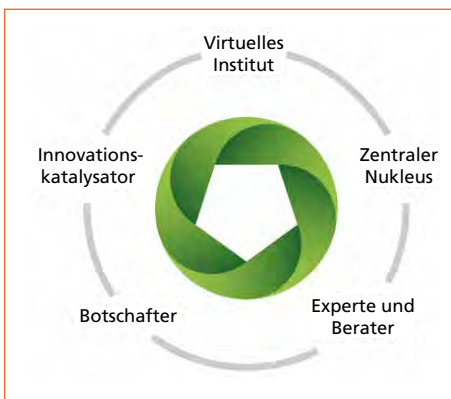 Virtuelles
Institut
Zentraler
Nukleus
Experte und
Berater
Botschafter
Innovations-
katalysator